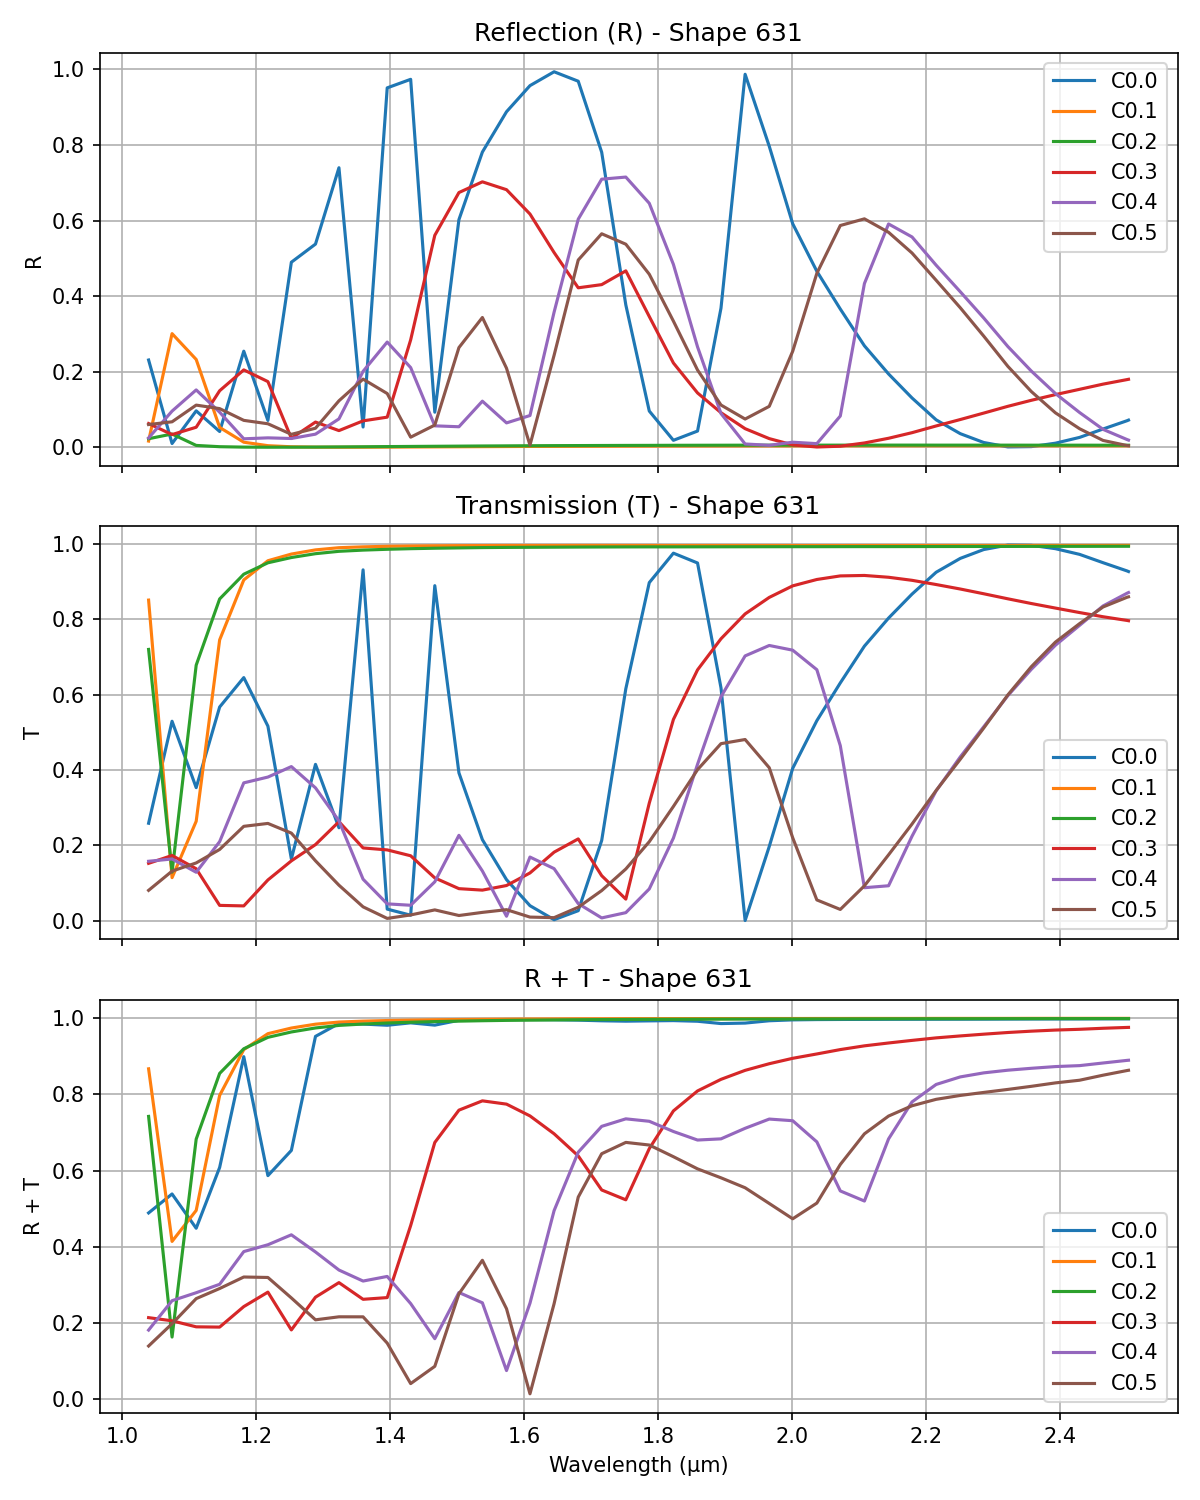 Reflection (R) - Shape 631
1.0
0.8
0.6
0.4
0.2
0.0
R
C0.0
C0.1
C0.2
C0.3
C0.4
C0.5
Transmission (T) - Shape 631
1.0
0.8
0.6
0.4
0.2
0.0
T
C0.0
C0.1
C0.2
C0.3
C0.4
C0.5
R + T - Shape 631
1.0
0.8
0.6
0.4
0.2
0.0
R + T
C0.0
C0.1
C0.2
C0.3
C0.4
C0.5
1.0 1.2 1.4 1.6 1.8 2.0 2.2 2.4
Wavelength (μm)